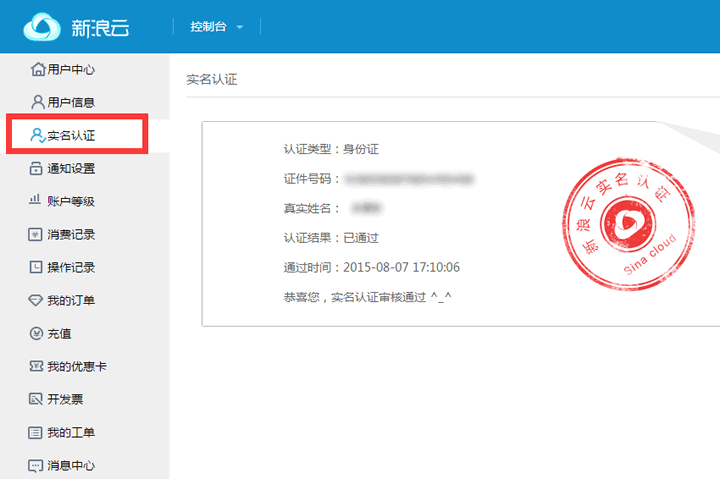 新浪云
控制台
用户中心
用户信息
实名认证
通知设置
账户等级
消费记录
操作记录
我的订单
充值
我的优惠卡
开发票
我的工单
消息中心
实名认证
认证类型：身份证
证件号码：
真实姓名：
认证结果：已通过
通过时间：2015-08-07 17:10:06
恭喜您，实名认证审核通过 ^_^
新浪云实名认证
Sina cloud